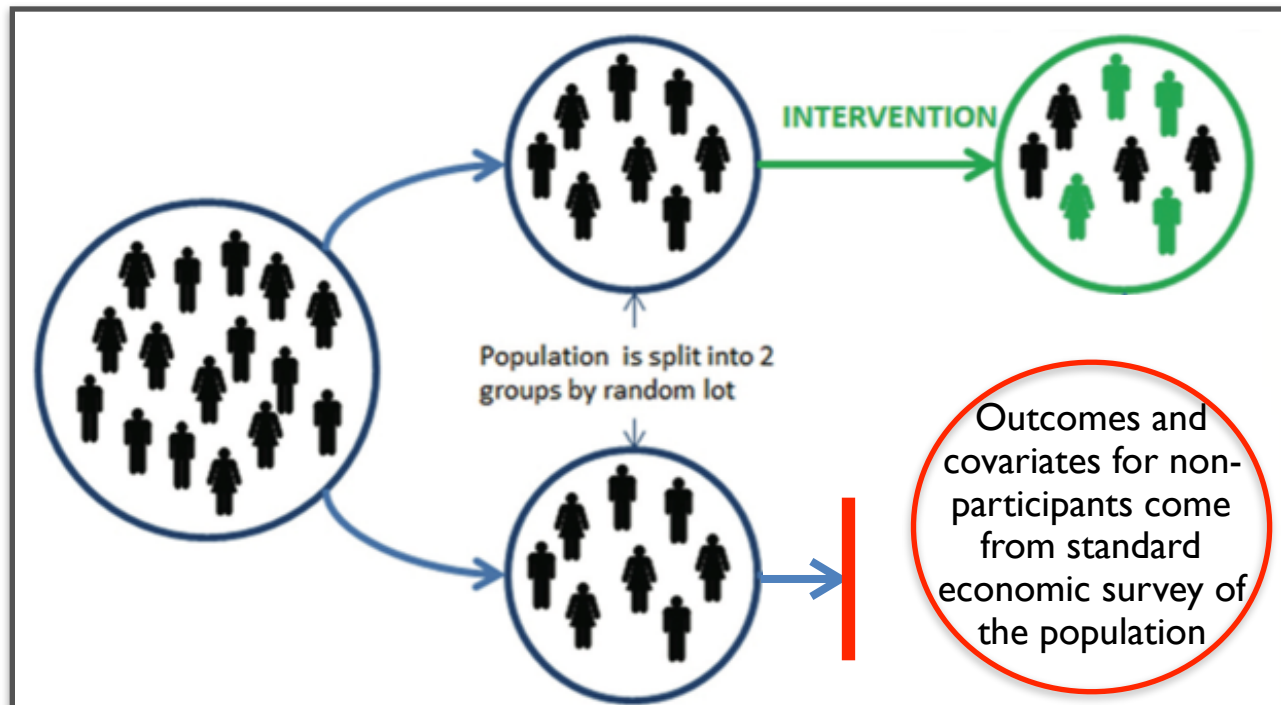 INTERVENTION
Population is split into 2
groups by random lot
Outcomes and
covariates for non-
participants come
from standard
economic survey of
the population